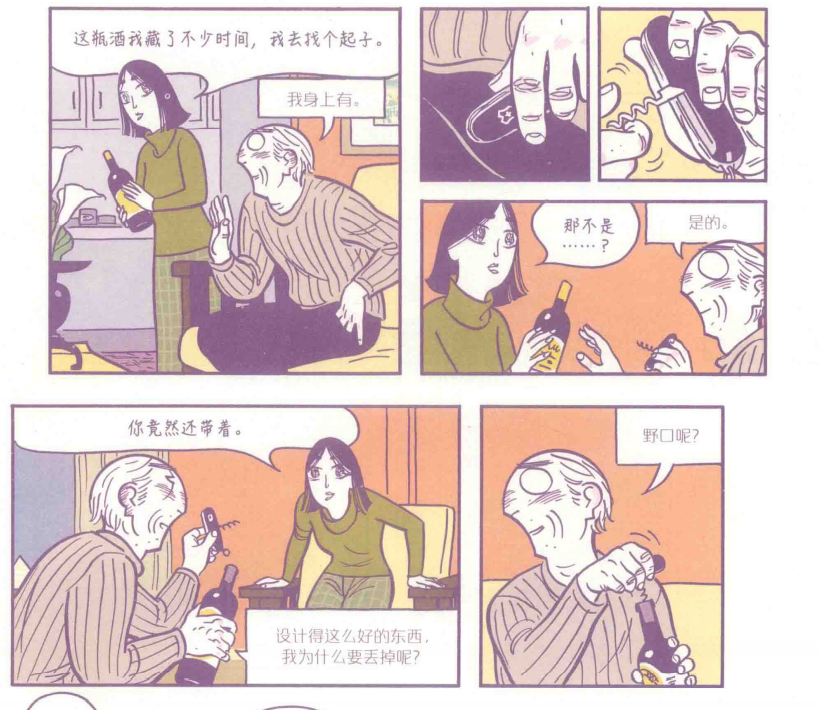 这瓶酒我藏了不少时间，我去找个起子。
我身上有。
那不是
……？
是的。
你竟然还带着。
设计得这么好的东西，
我为什么要丢掉呢？
野口呢？